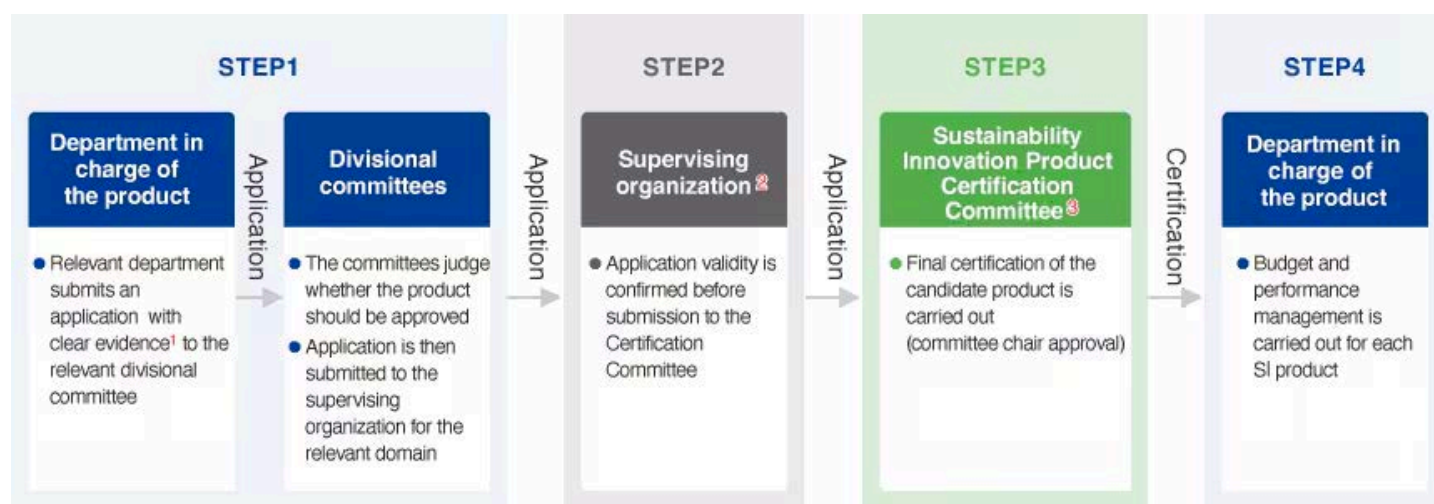 STEP1
Department in
charge of
the product
● Relevant department
submits an
application with
clear evidence¹ to the
relevant divisional
committee
Application
Divisional
committees
● The committees judge
whether the product
should be approved
● Application is then
submitted to the
supervising
organization for the
relevant domain
Application
STEP2
Supervising
organization²
● Application validity is
confirmed before
submission to the
Certification
Committee
Application
STEP3
Sustainability
Innovation Product
Certification
Committee³
● Final certification of the
candidate product is
carried out
(committee chair approval)
Certification
STEP4
Department in
charge of
the product
● Budget and
performance
management is
carried out for each
SI product